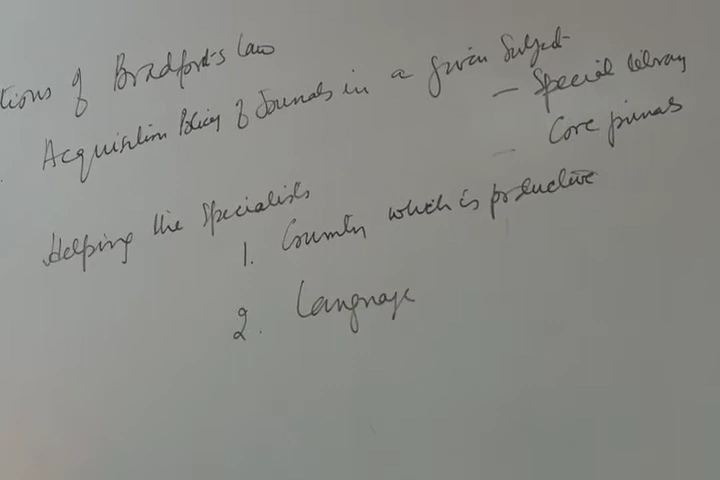 tions of Bradford's Law
Acquisition Policy of Journals in a given Subject
– Special library
– Core
Helping the Specialists
1. Country which is productive
2. Language